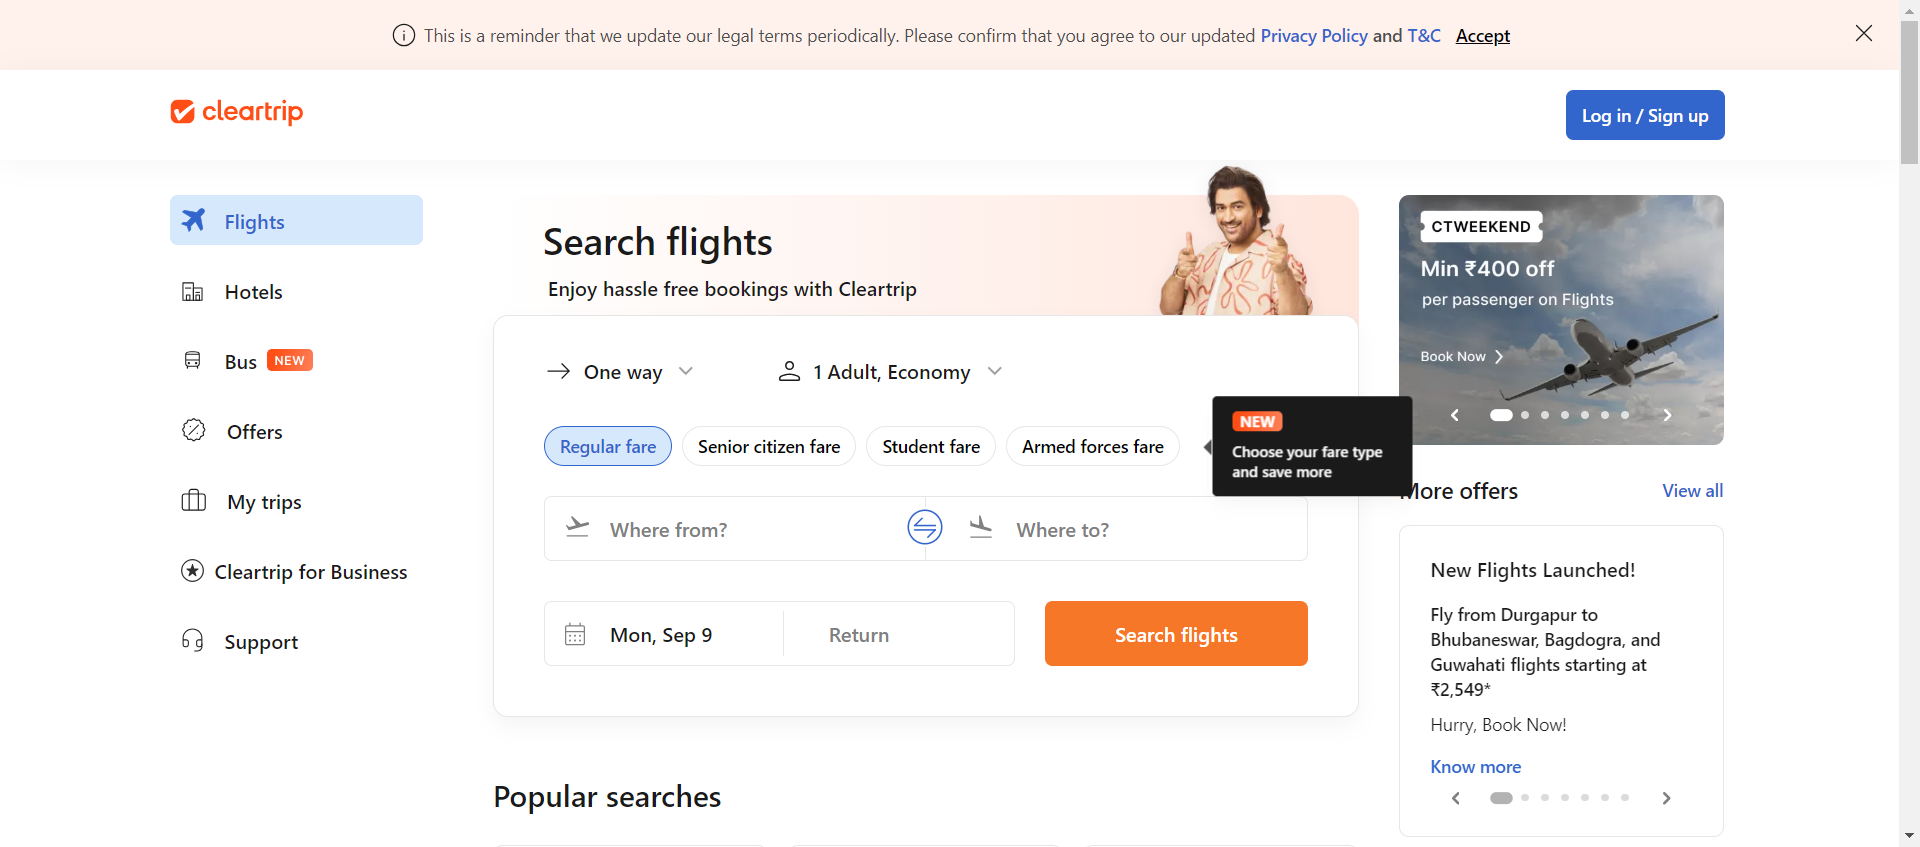 This is a reminder that we update our legal terms periodically. Please confirm that you agree to our updated Privacy Policy and T&C Accept
cleartrip
Log in / Sign up
Flights
Hotels
Bus NEW
Offers
My trips
Cleartrip for Business
Support
Search flights
Enjoy hassle free bookings with Cleartrip
One way
1 Adult, Economy
Regular fare
Senior citizen fare
Student fare
Armed forces fare
NEW
Choose your fare type
and save more
Where from?
Where to?
Mon, Sep 9
Return
Search flights
Popular searches
CTWEEKEND
Min ₹400 off
per passenger on Flights
Book Now
More offers
View all
New Flights Launched!
Fly from Durgapur to
Bhubaneswar, Bagdogra, and
Guwahati flights starting at
₹2,549*
Hurry, Book Now!
Know more